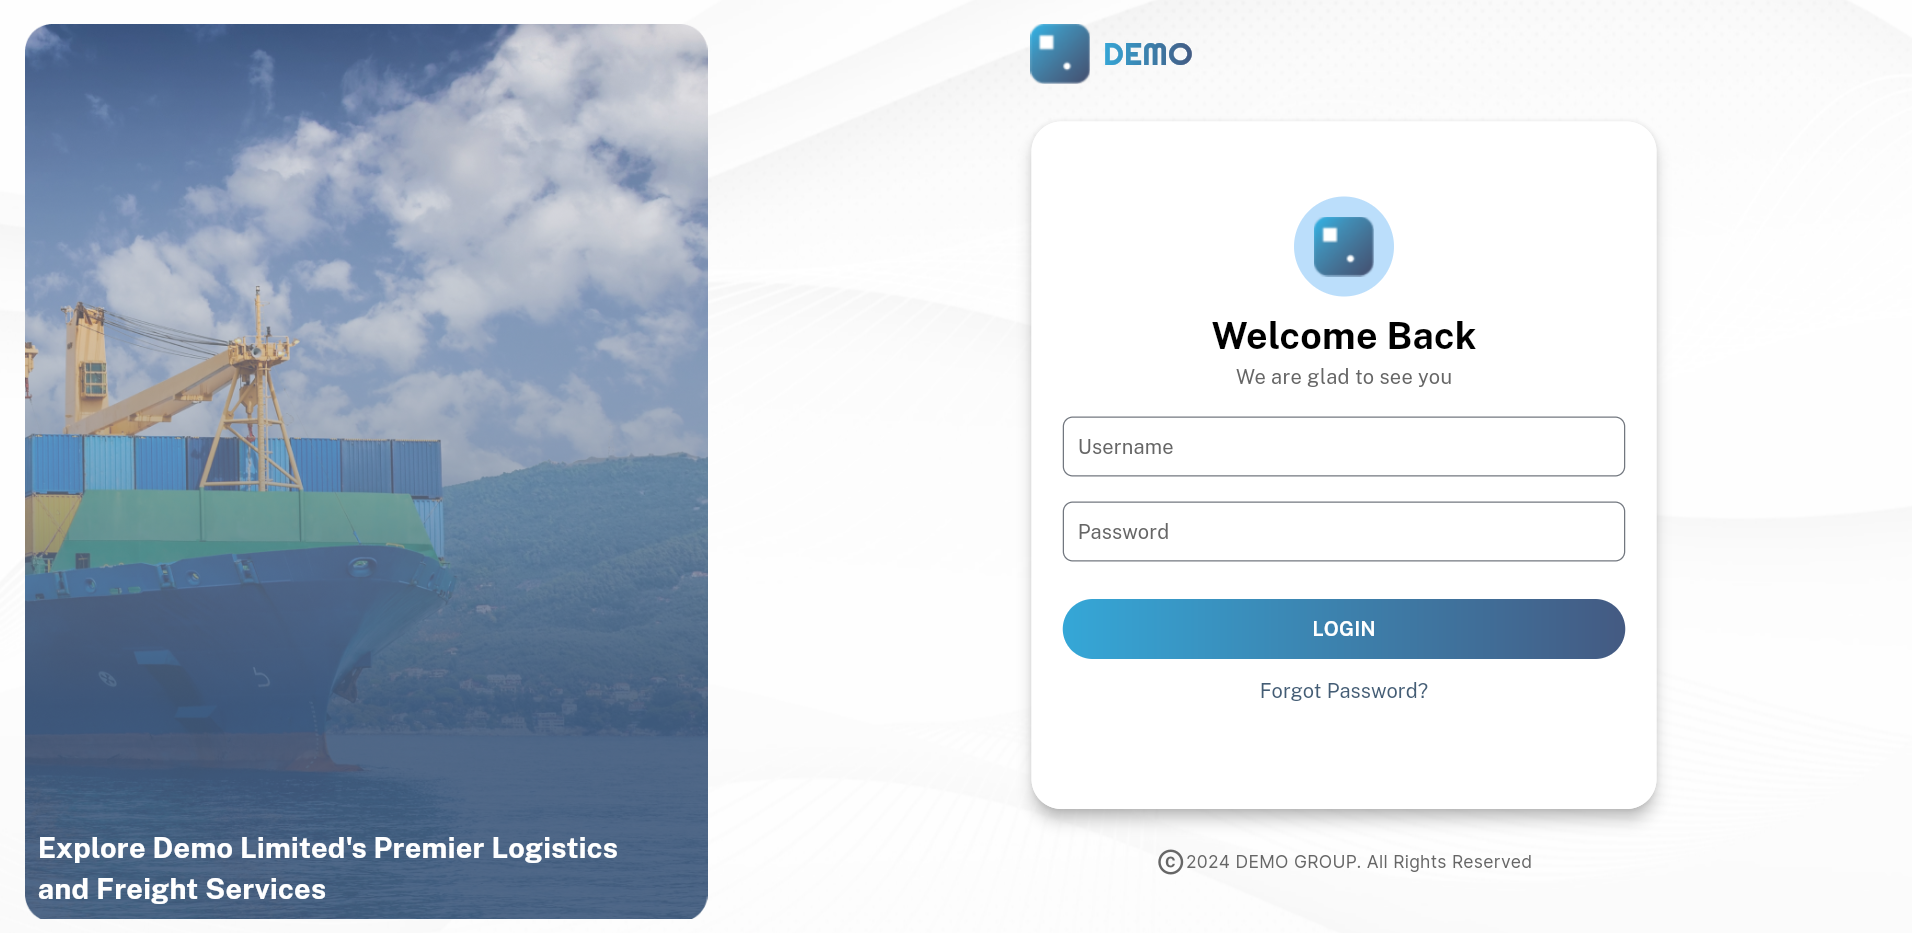 DEMO
Welcome Back
We are glad to see you
Username
Password
LOGIN
Forgot Password?
Explore Demo Limited's Premier Logistics
and Freight Services
©2024 DEMO GROUP. All Rights Reserved